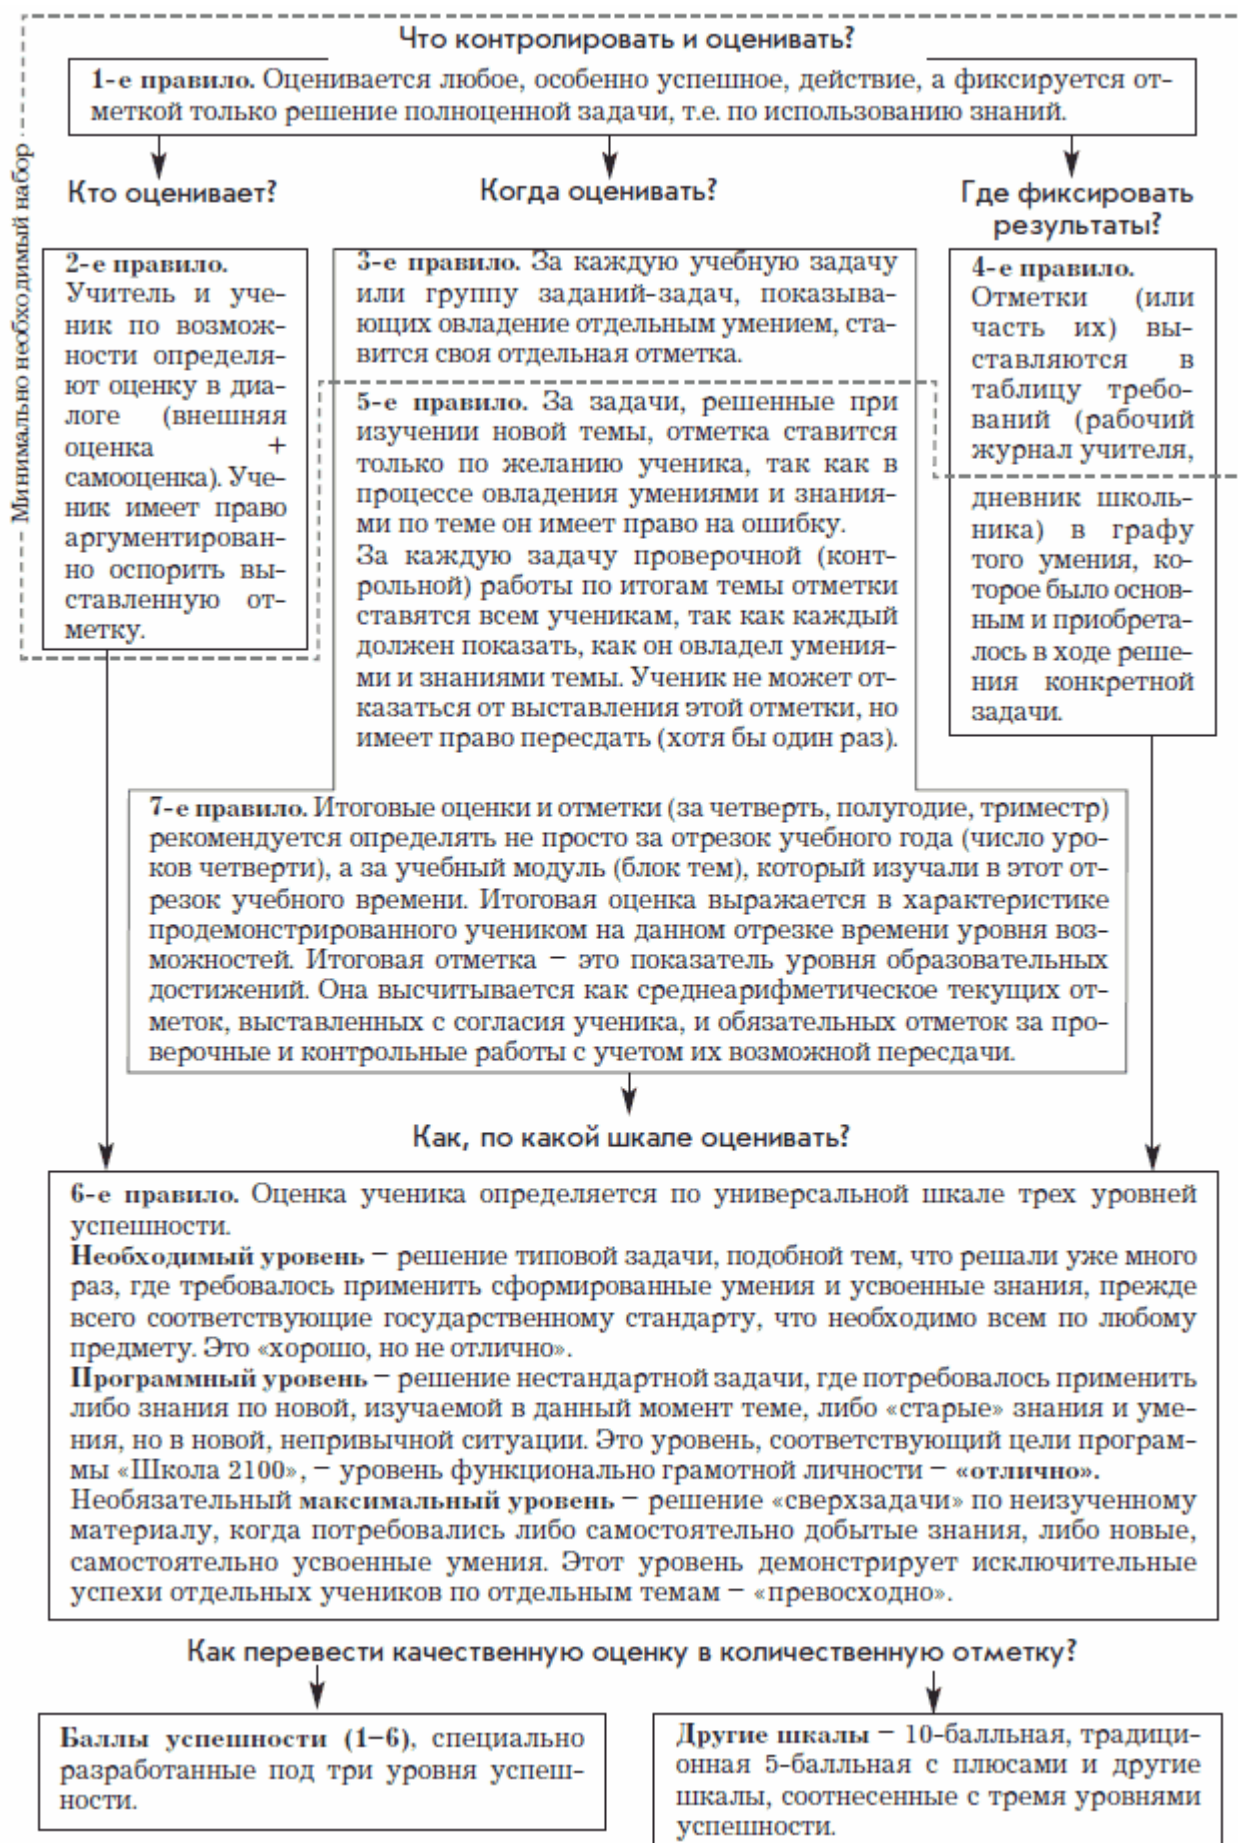 Что контролировать и оценивать?
1-е правило. Оценивается любое, особенно успешное, действие, а фиксируется от-
меткой только решение полноценной задачи, т.е. по использованию знаний.
Минимально необходимый набор
Кто оценивает?
Когда оценивать?
Где фиксировать
результаты?
2-е правило.
Учитель и уче-
ник по возмож-
ности определя-
ют оценку в диа-
логе (внешняя
оценка +
самооценка). Уче-
ник имеет право
аргументирован-
но оспорить вы-
ставленную от-
метку.
3-е правило. За каждую учебную задачу
или группу заданий-задач, показыва-
ющих овладение отдельным умением, ста-
вится своя отдельная отметка.
5-е правило. За задачи, решенные при
изучении новой темы, отметка ставится
только по желанию ученика, так как в
процессе овладения умениями и знания-
ми по теме он имеет право на ошибку.
За каждую задачу проверочной (конт-
рольной) работы по итогам темы отметки
ставятся всем ученикам, так как каждый
должен показать, как он овладел умения-
ми и знаниями темы. Ученик не может от-
казаться от выставления этой отметки, но
имеет право пересдать (хотя бы один раз).
4-е правило.
Отметки (или
часть их) вы-
ставляются в
таблицу требо-
ваний (рабочий
журнал учителя,
дневник школь-
ника) в графу
того умения, ко-
торое было основ-
ным и приобрета-
лось в ходе реше-
ния конкретной
задачи.
7-е правило. Итоговые оценки и отметки (за четверть, полугодие, триместр)
рекомендуется определять не просто за отрезок учебного года (число уро-
ков четверти), а за учебный модуль (блок тем), который изучали в этот от-
резок учебного времени. Итоговая оценка выражается в характеристике
продемонстрированного учеником на данном отрезке времени уровня воз-
можностей. Итоговая отметка – это показатель уровня образовательных
достижений. Она высчитывается как среднеарифметическое текущих от-
меток, выставленных с согласия ученика, и обязательных отметок за про-
верочные и контрольные работы с учетом их возможной пересдачи.
Как, по какой шкале оценивать?
6-е правило. Оценка ученика определяется по универсальной шкале трех уровней
успешности.
Необходимый уровень – решение типовой задачи, подобной тем, что решали уже много
раз, где требовалось применить сформированные умения и усвоенные знания, прежде
всего соответствующие государственному стандарту, что необходимо всем по любому
предмету. Это «хорошо, но не отлично».
Программный уровень – решение нестандартной задачи, где потребовалось применить
либо знания по новой, изучаемой в данный момент теме, либо «старые» знания и уме-
ния, но в новой, непривычной ситуации. Это уровень, соответствующий цели програм-
мы «Школа 2100», – уровень функционально грамотной личности – «отлично».
Необязательный максимальный уровень – решение «сверхзадачи» по неизученному
материалу, когда потребовались либо самостоятельно добытые знания, либо новые,
самостоятельно усвоенные умения. Этот уровень демонстрирует исключительные
успехи отдельных учеников по отдельным темам – «превосходно».
Как перевести качественную оценку в количественную отметку?
Баллы успешности (1–6), специально
разработанные под три уровня успеш-
ности.
Другие шкалы – 10-балльная, традици-
онная 5-балльная с плюсами и другие
шкалы, соотнесенные с тремя уровнями
успешности.